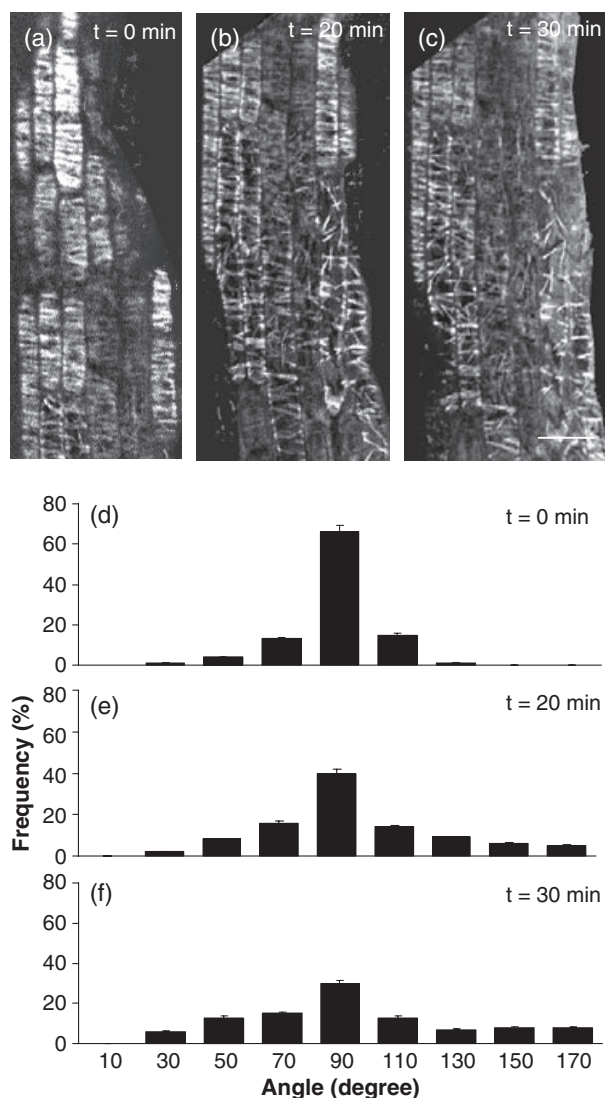 (a) t = 0 min
(b) t = 20 min
(c) t = 30 min
(d) t = 0 min
80
60
40
20
0
(e) t = 20 min
80
60
40
20
0
(f) t = 30 min
80
60
40
20
0
Frequency (%)
10 30 50 70 90 110 130 150 170
Angle (degree)